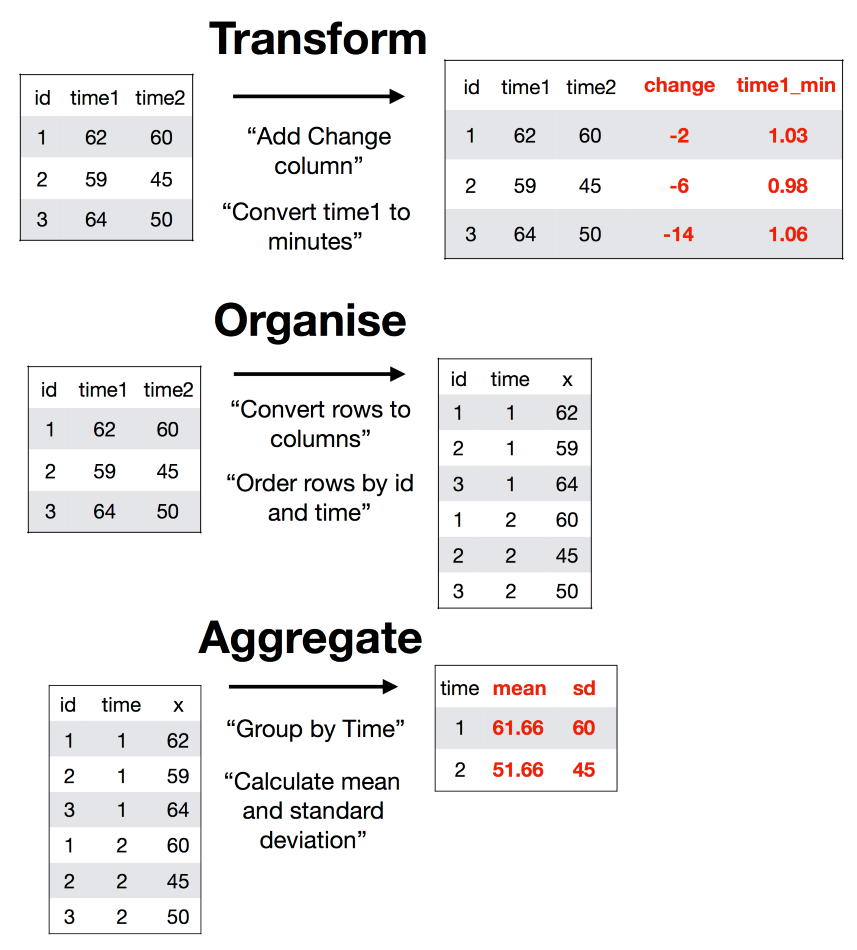 Transform
id time1 time2
1 62 60
2 59 45
3 64 50
“Add Change
column”
“Convert time1 to
minutes”
id time1 time2 change time1_min
1 62 60 -2 1.03
2 59 45 -6 0.98
3 64 50 -14 1.06
Organise
id time1 time2
1 62 60
2 59 45
3 64 50
“Convert rows to
columns”
“Order rows by id
and time”
id time x
1 1 62
2 1 59
3 1 64
1 2 60
2 2 45
3 2 50
Aggregate
id time x
1 1 62
2 1 59
3 1 64
1 2 60
2 2 45
3 2 50
“Group by Time”
“Calculate mean
and standard
deviation”
time mean sd
1 61.66 60
2 51.66 45